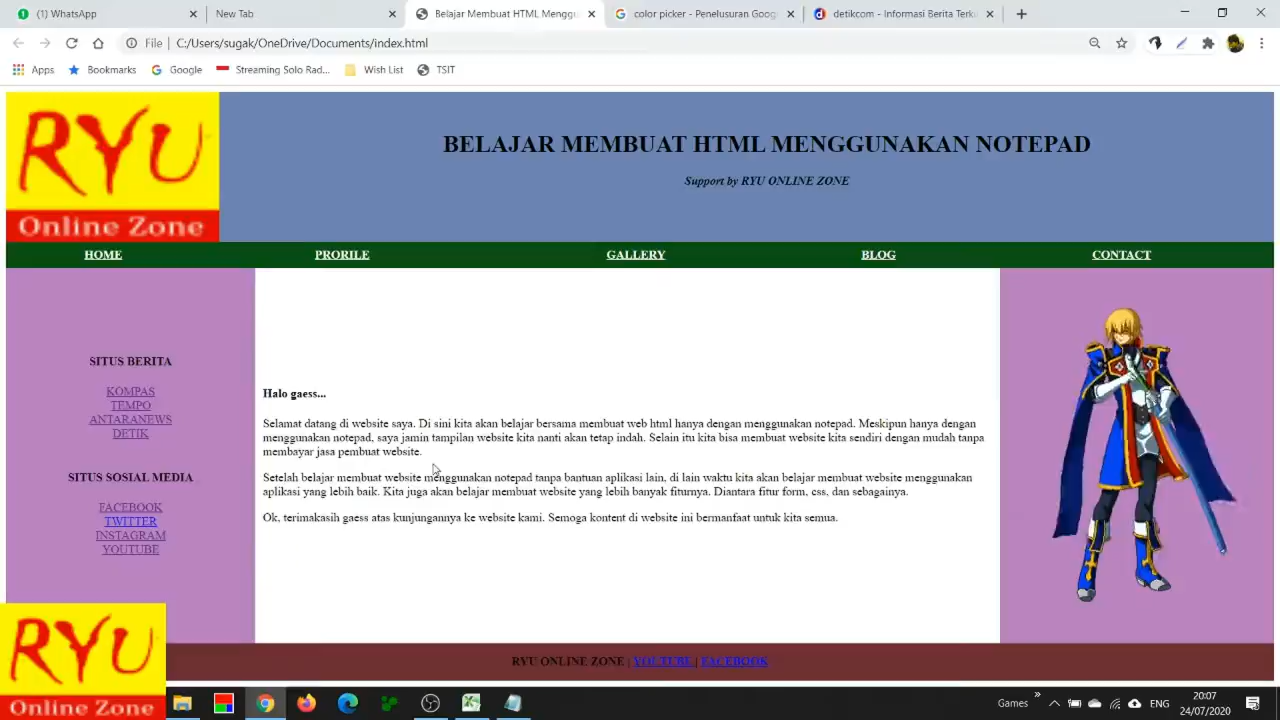 (1) WhatsApp
New Tab
Belajar Membuat HTML Mengg
color picker - Penelusuran Goog
detikcom - Informasi Berita Terk
File | C:/Users/sugak/OneDrive/Documents/index.html
Apps
Bookmarks
Google
Streaming Solo Rad...
Wish List
TSIT
RYU
Online Zone
BELAJAR MEMBUAT HTML MENGGUNAKAN NOTEPAD
Support by RYU ONLINE ZONE
HOME
PRORILE
GALLERY
BLOG
CONTACT
SITUS BERITA
KOMPAS
TEMPO
ANTARANEWS
DETIK
SITUS SOSIAL MEDIA
FACEBOOK
TWITTER
INSTAGRAM
YOUTUBE
Halo gaess...
Selamat datang di website saya. Di sini kita akan belajar bersama membuat web html hanya dengan menggunakan notepad. Meskipun hanya dengan
menggunakan notepad, saya jamin tampilan website kita nanti akan tetap indah. Selain itu kita bisa membuat website kita sendiri dengan mudah tanpa
membayar jasa pembuat website.
Setelah belajar membuat website menggunakan notepad tanpa bantuan aplikasi lain, di lain waktu kita akan belajar membuat website menggunakan
aplikasi yang lebih baik. Kita juga akan belajar membuat website yang lebih banyak fiturnya. Diantara fitur form, css, dan sebagainya.
Ok, terimakasih gaess atas kunjungannya ke website kami. Semoga kontent di website ini bermanfaat untuk kita semua.
RYU ONLINE ZONE | YOUTUBE | FACEBOOK
RYU
Online Zone
Games
ENG
20:07
24/07/2020